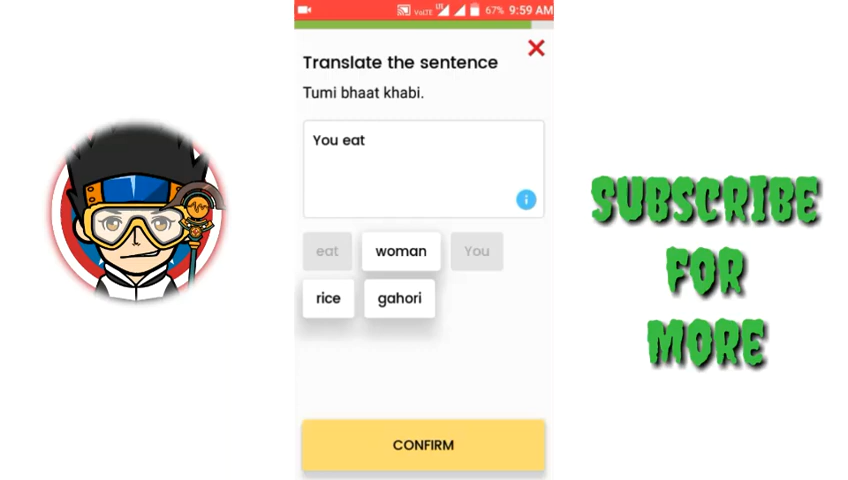 VoLTE 67% 9:59 AM
Translate the sentence
Tumi bhaat khabi.
You eat
eat woman You
rice gahori
CONFIRM
SUBSCRIBE
FOR
MORE